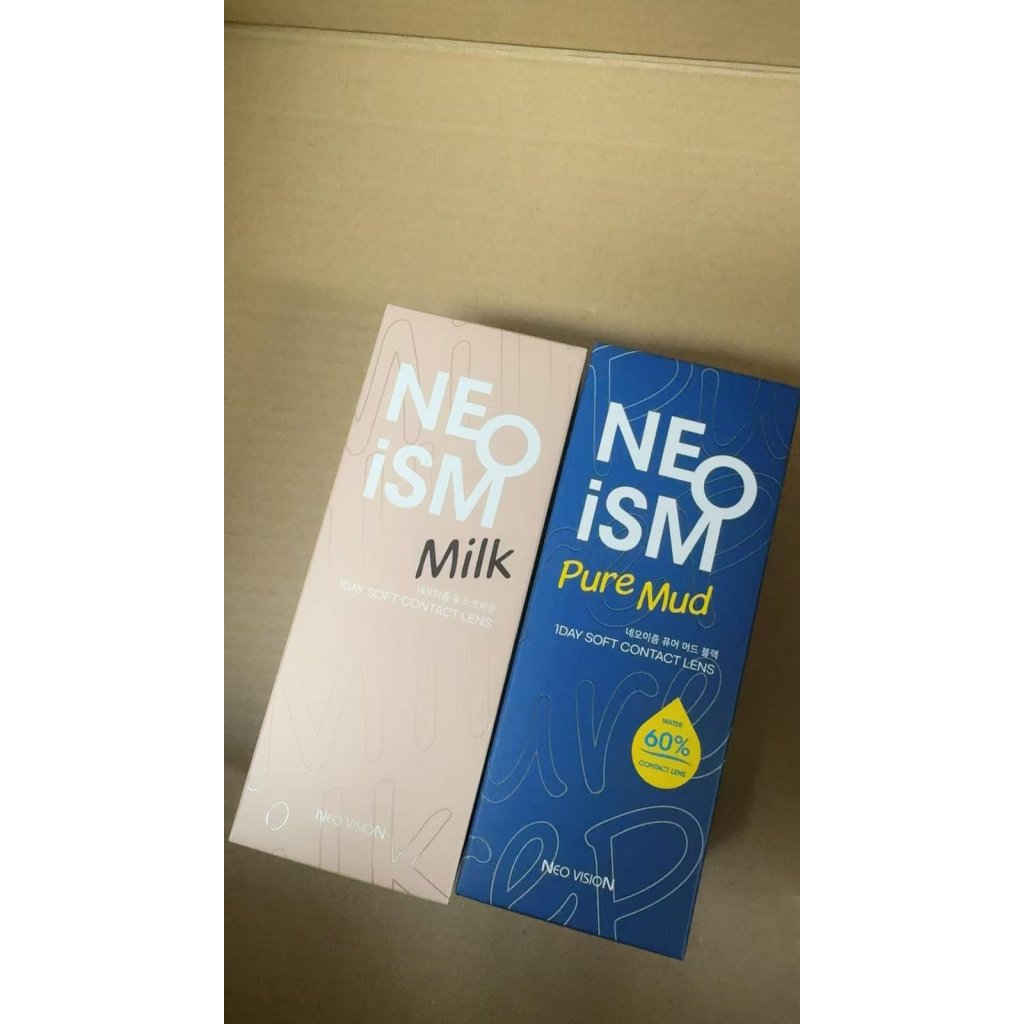 NEO
iSM
Milk
네오이즘 밀크 브라운
1DAY SOFT CONTACT LENS
NEO VISION
NEO
iSM
Pure Mud
네오이즘 퓨어 머드 블랙
1DAY SOFT CONTACT LENS
WATER
60%
CONTACT LENS
NEO VISION